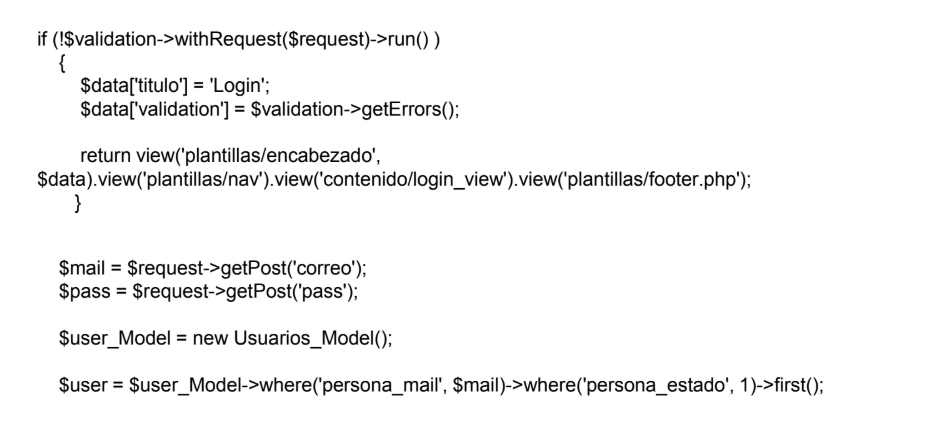 if (!$validation->withRequest($request)->run() )
{
$data['titulo'] = 'Login';
$data['validation'] = $validation->getErrors();
return view('plantillas/encabezado',
$data).view('plantillas/nav').view('contenido/login_view').view('plantillas/footer.php');
}
$mail = $request->getPost('correo');
$pass = $request->getPost('pass');
$user_Model = new Usuarios_Model();
$user = $user_Model->where('persona_mail', $mail)->where('persona_estado', 1)->first();